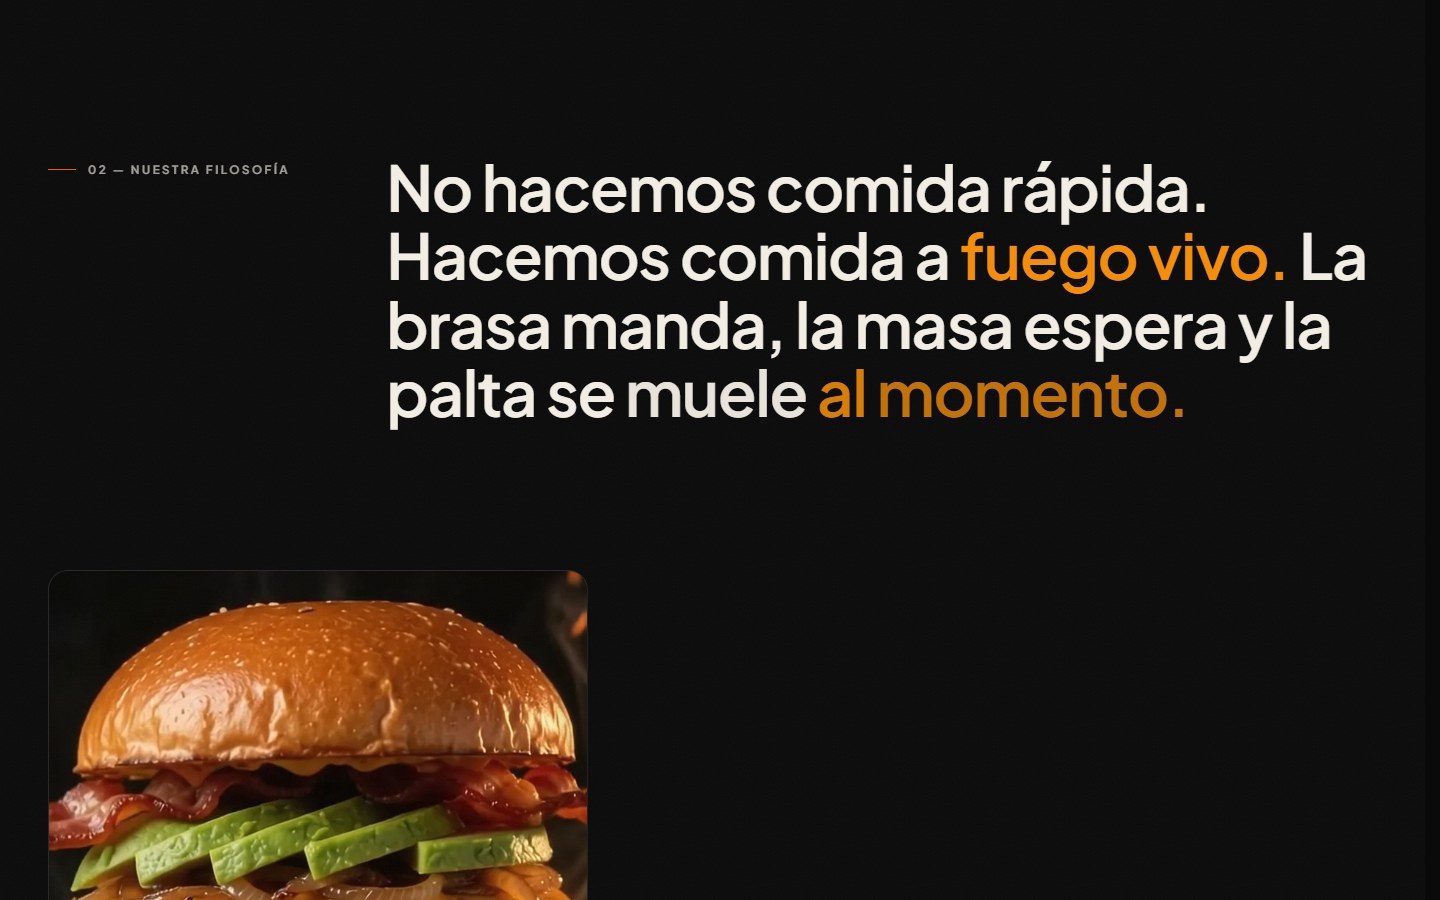 02 — NUESTRA FILOSOFÍA
No hacemos comida rápida.
Hacemos comida a fuego vivo. La
brasa manda, la masa espera y la
palta se muele al momento.